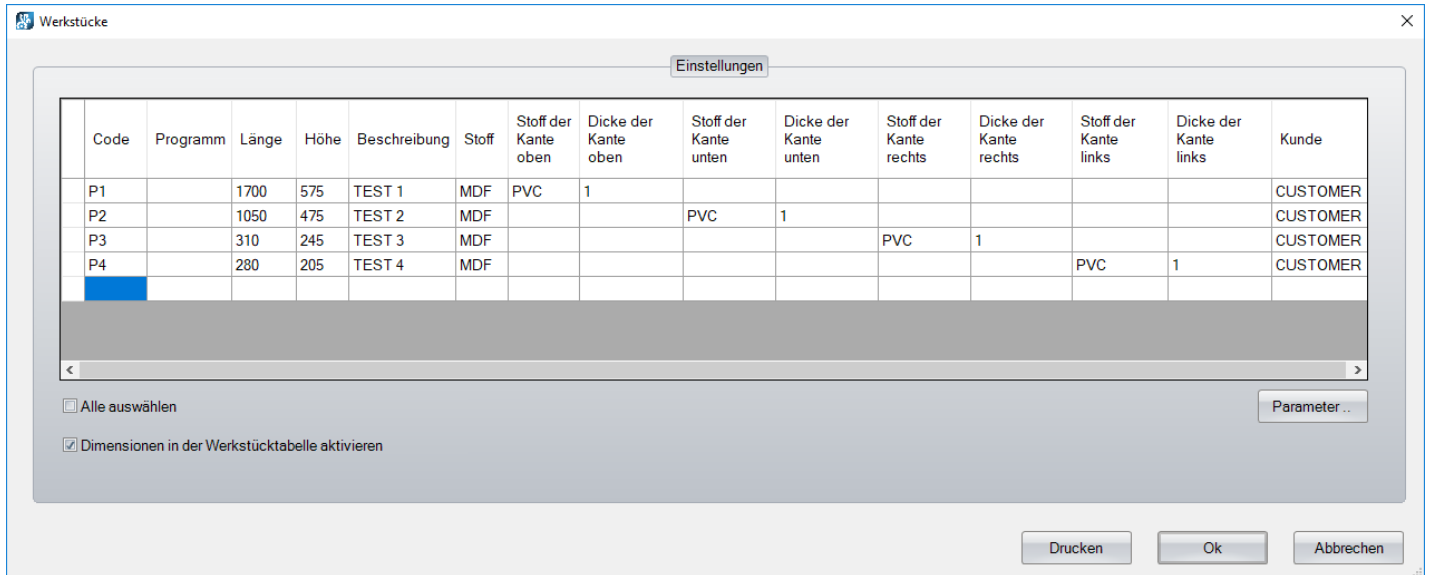 Werkstücke
Einstellungen
Code Programm Länge Höhe Beschreibung Stoff Stoff der Kante oben Dicke der Kante oben Stoff der Kante unten Dicke der Kante unten Stoff der Kante rechts Dicke der Kante rechts Stoff der Kante links Dicke der Kante links Kunde
P1 1700 575 TEST 1 MDF PVC 1 CUSTOMER
P2 1050 475 TEST 2 MDF PVC 1 CUSTOMER
P3 310 245 TEST 3 MDF PVC 1 CUSTOMER
P4 280 205 TEST 4 MDF PVC 1 CUSTOMER
Alle auswählen
Parameter ..
Dimensionen in der Werkstücktabelle aktivieren
Drucken Ok Abbrechen